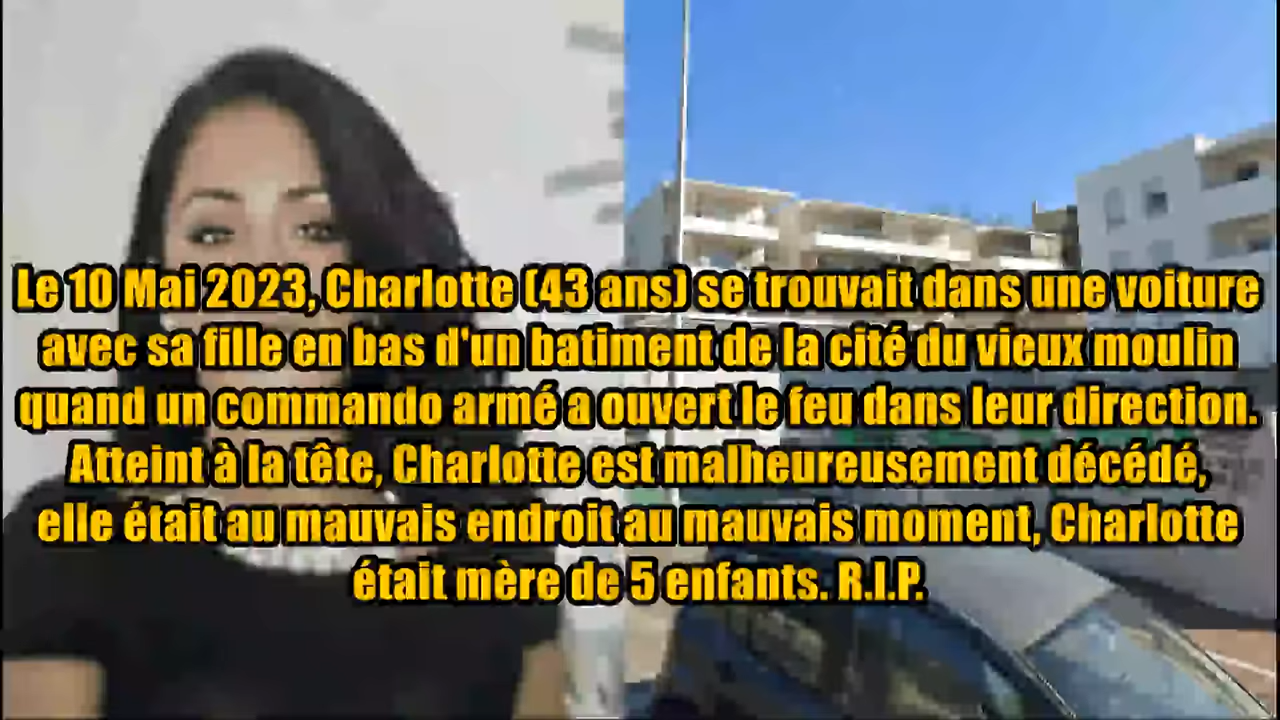 Le 10 Mai 2023, Charlotte (43 ans) se trouvait dans une voiture
avec sa fille en bas d'un batiment de la cité du vieux moulin
quand un commando armé a ouvert le feu dans leur direction.
Atteint à la tête, Charlotte est malheureusement décédé,
elle était au mauvais endroit au mauvais moment, Charlotte
était mère de 5 enfants. R.I.P.